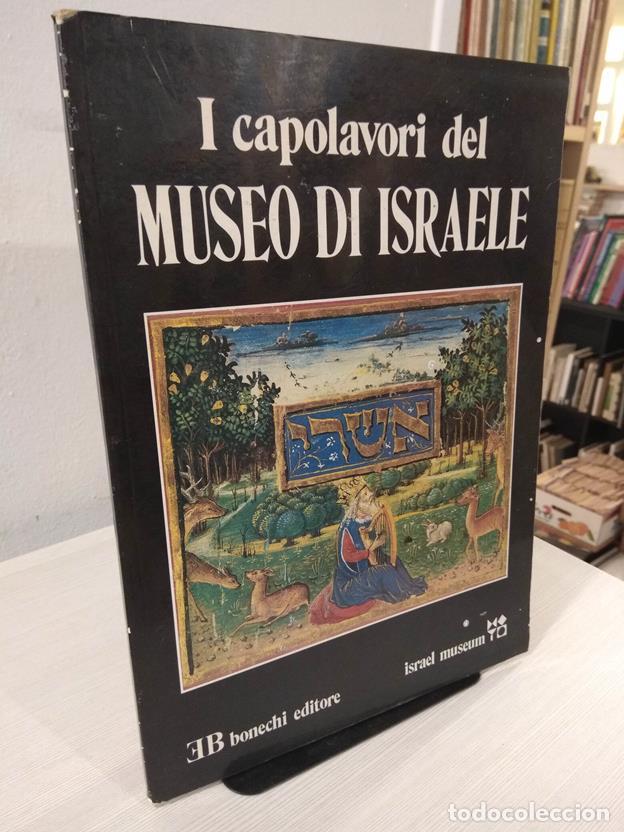 I capolavori del
MUSEO DI ISRAELE
אשרי
israel museum
EB bonechi editore
todocoleccion